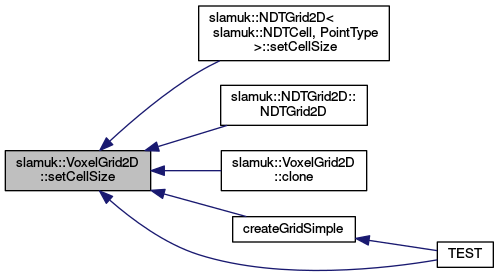 slamuk::NDTGrid2D<
slamuk::NDTCell, PointType
>::setCellSize
slamuk::NDTGrid2D::
NDTGrid2D
slamuk::VoxelGrid2D
::setCellSize
slamuk::VoxelGrid2D
::clone
createGridSimple
TEST